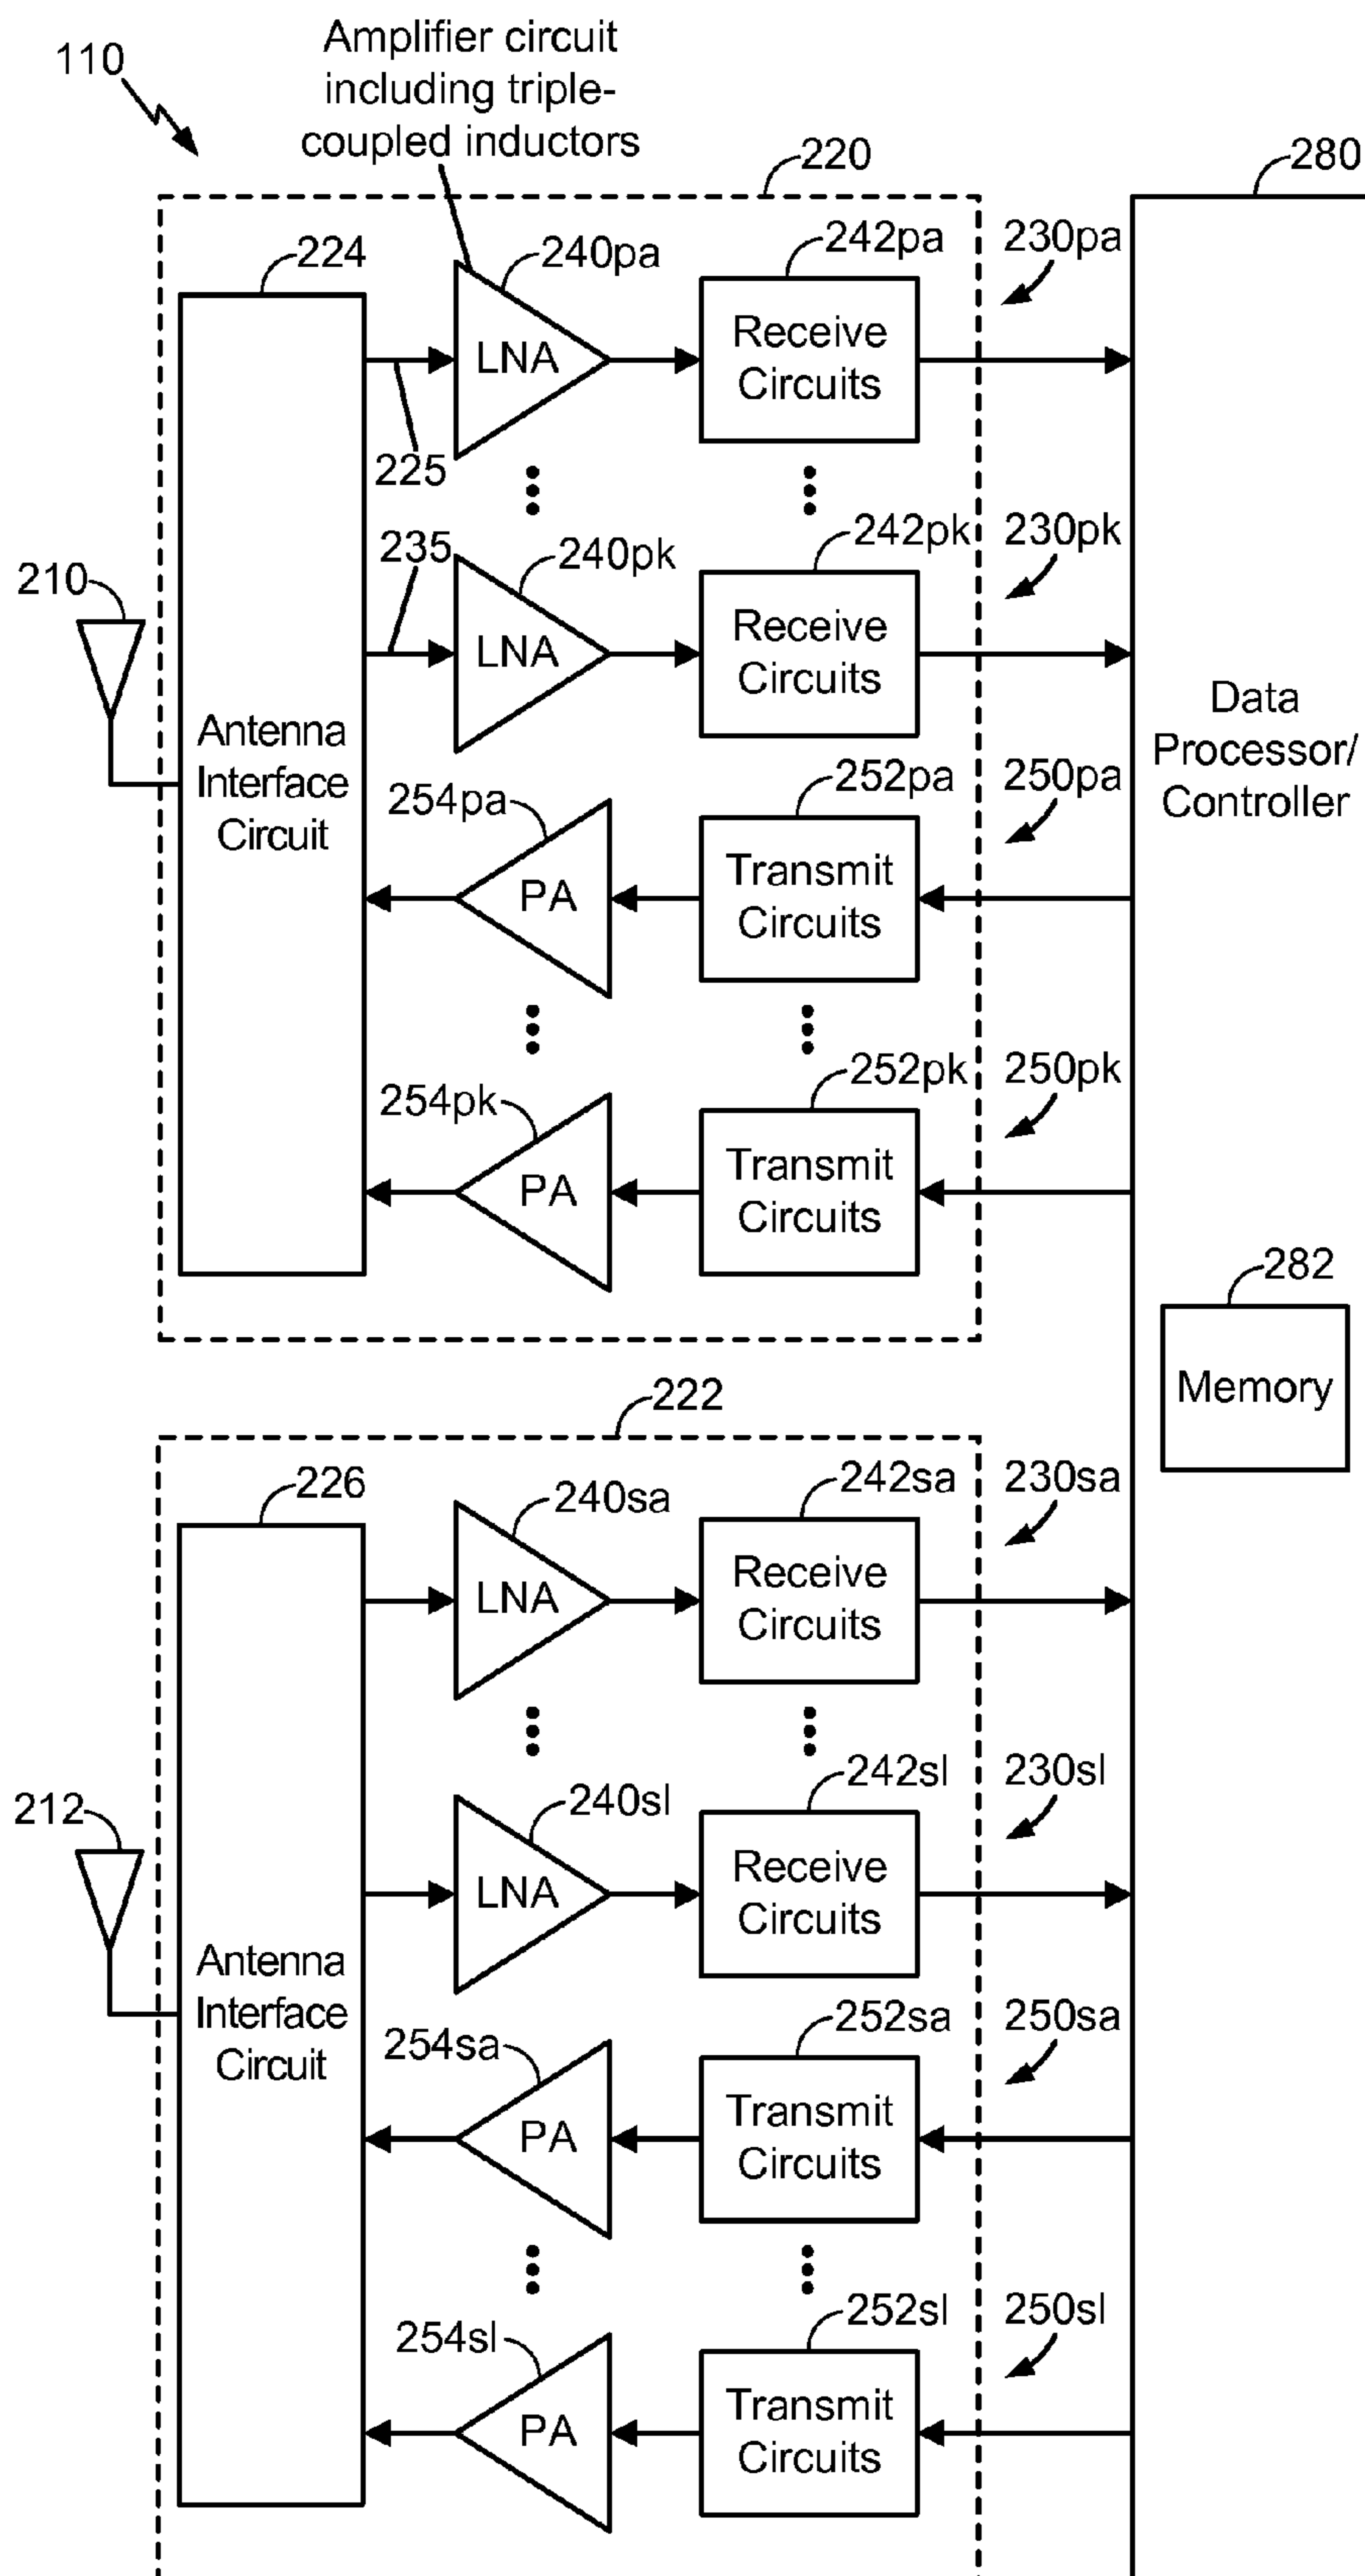 110
Amplifier circuit
including triple-
coupled inductors
220
280
224
240pa
242pa
230pa
LNA
Receive
Circuits
225
235
240pk
242pk
230pk
210
LNA
Receive
Circuits
Antenna
Interface
Circuit
Data
Processor/
Controller
254pa
252pa
250pa
PA
Transmit
Circuits
254pk
252pk
250pk
PA
Transmit
Circuits
282
Memory
222
226
240sa
242sa
230sa
LNA
Receive
Circuits
212
240sl
242sl
230sl
LNA
Receive
Circuits
Antenna
Interface
Circuit
254sa
252sa
250sa
PA
Transmit
Circuits
254sl
252sl
250sl
PA
Transmit
Circuits